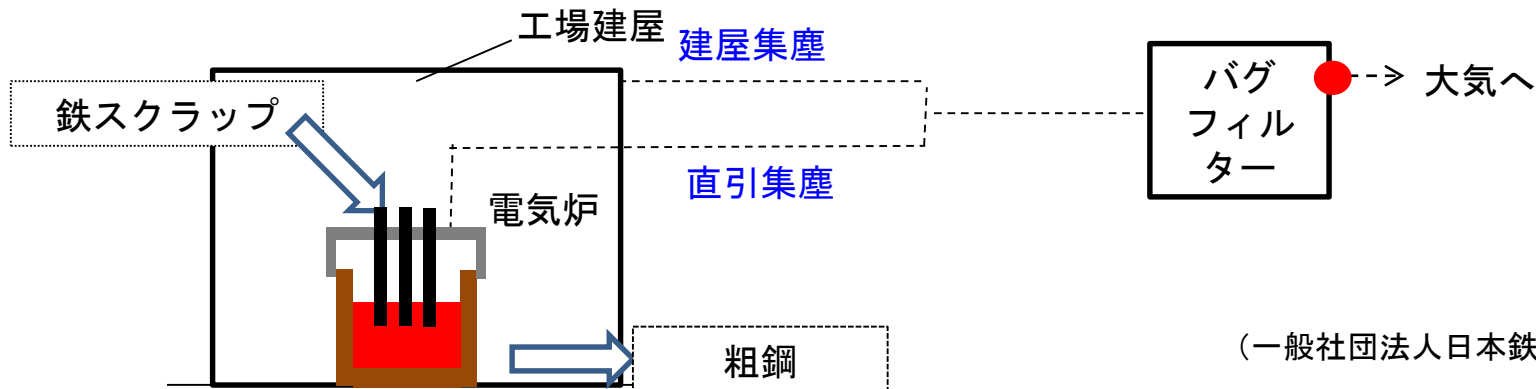 工場建屋
建屋集塵
鉄スクラップ
直引集塵
電気炉
粗鋼
バグ
フィル
ター
大気へ
（一般社団法人日本鉄